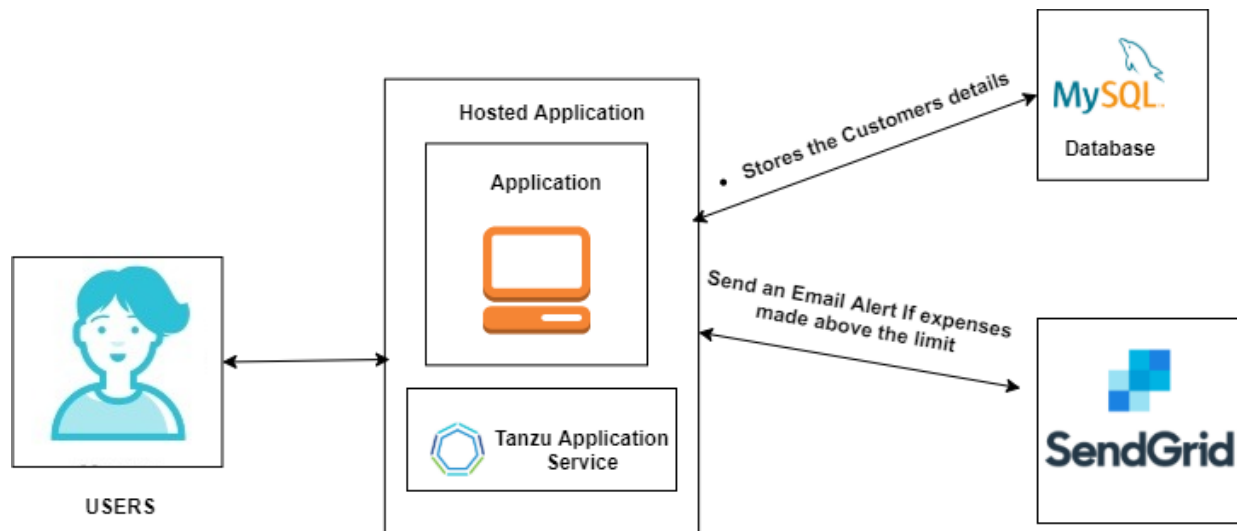 Hosted Application
Application
Tanzu Application
Service
USERS
• Stores the Customers details
Send an Email Alert If expenses
made above the limit
MySQL
Database
SendGrid